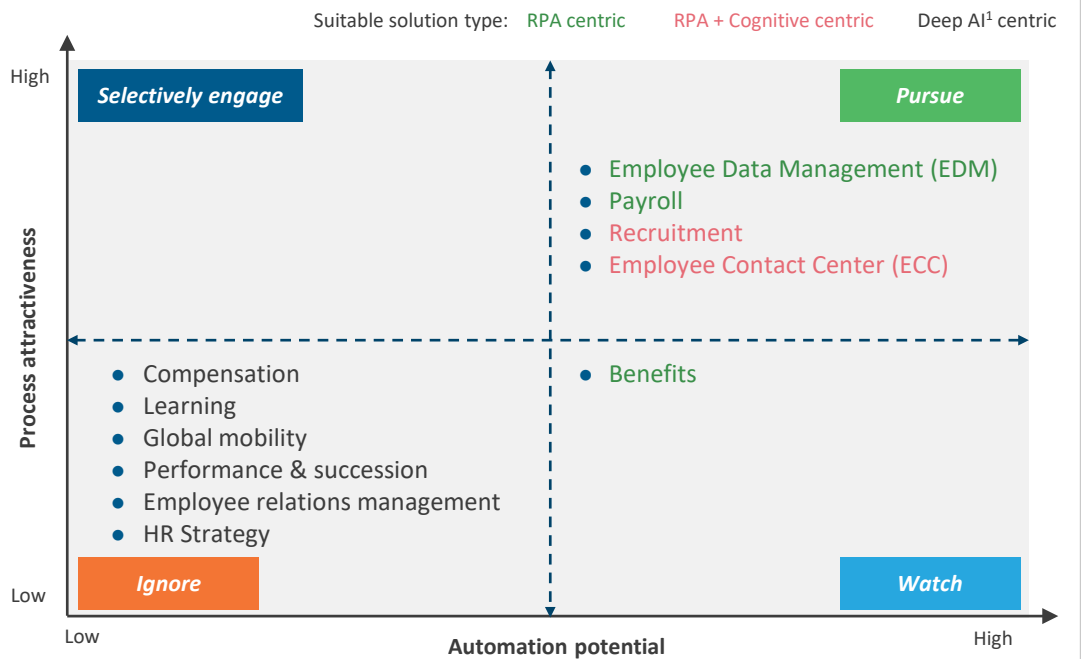 Suitable solution type: RPA centric RPA + Cognitive centric Deep AI¹ centric
High
Selectively engage
Pursue
Employee Data Management (EDM)
Payroll
Recruitment
Employee Contact Center (ECC)
Process attractiveness
Compensation
Learning
Global mobility
Performance & succession
Employee relations management
HR Strategy
Benefits
Ignore
Watch
Low
Low
Automation potential
High